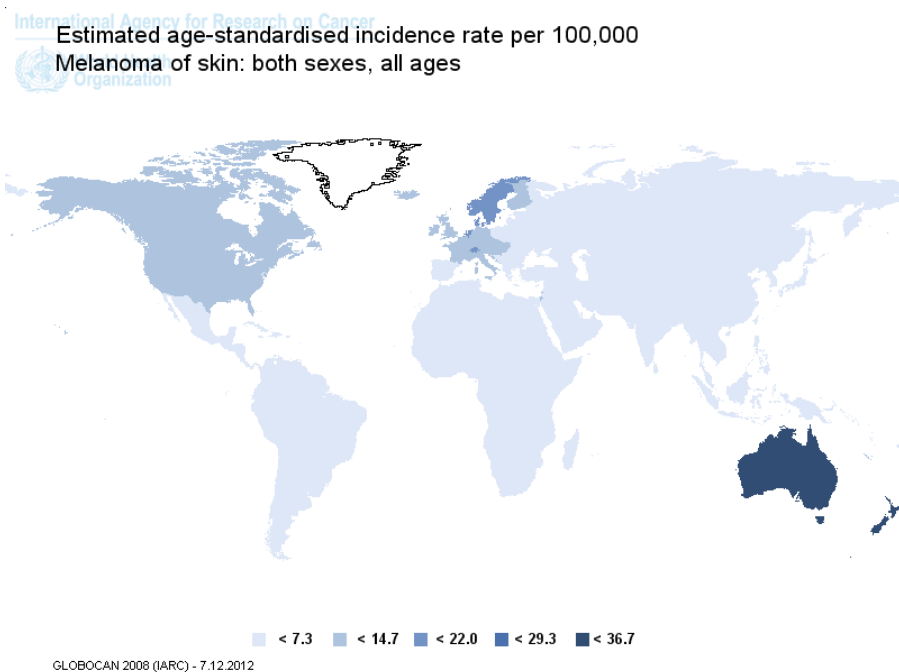 International Agency for Research on Cancer
Estimated age-standardised incidence rate per 100,000
Melanoma of skin: both sexes, all ages
World Health
Organization
< 7.3 < 14.7 < 22.0 < 29.3 < 36.7
GLOBOCAN 2008 (IARC) - 7.12.2012